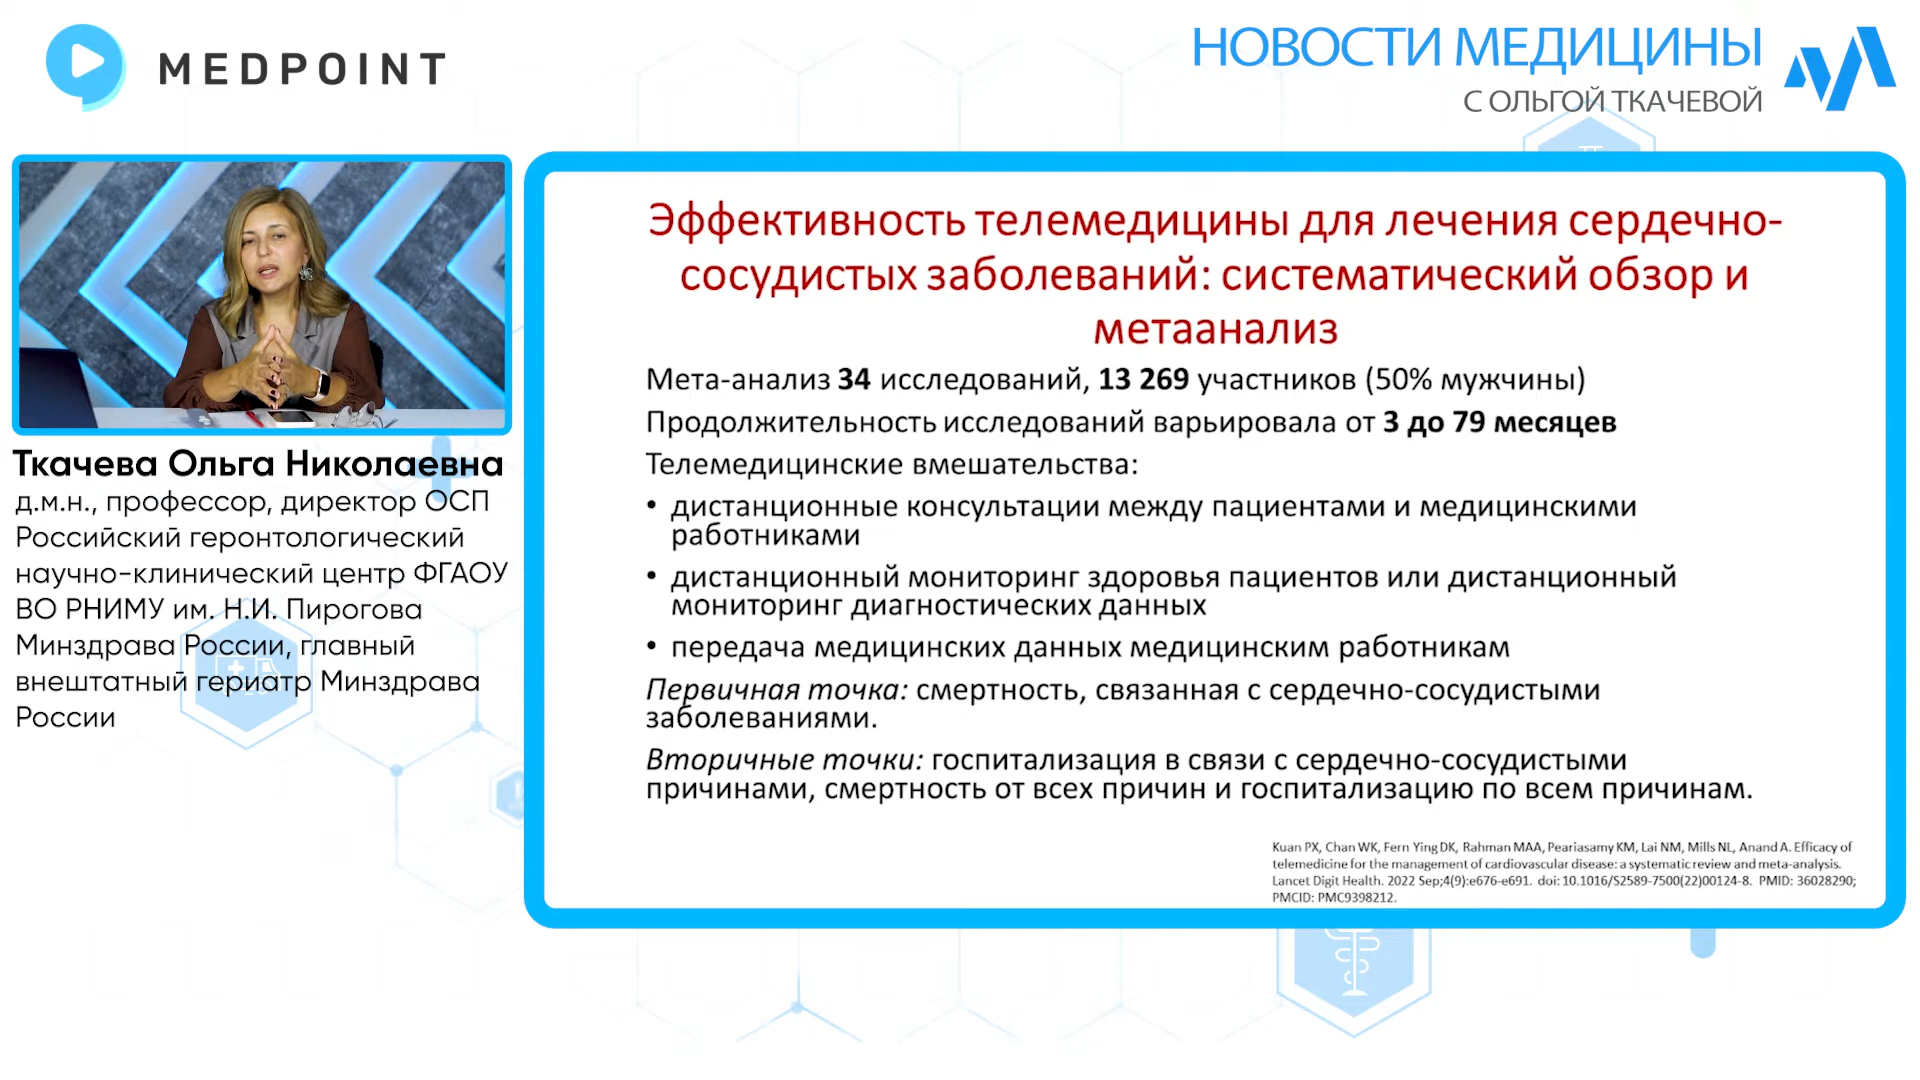 MEDPOINT
НОВОСТИ МЕДИЦИНЫ
С ОЛЬГОЙ ТКАЧЕВОЙ
Ткачева Ольга Николаевна
д.м.н., профессор, директор ОСП
Российский геронтологический
научно-клинический центр ФГАОУ
ВО РНИМУ им. Н.И. Пирогова
Минздрава России, главный
внештатный гериатр Минздрава
России
Эффективность телемедицины для лечения сердечно-
сосудистых заболеваний: систематический обзор и
метаанализ
Мета-анализ 34 исследований, 13 269 участников (50% мужчины)
Продолжительность исследований варьировала от 3 до 79 месяцев
Телемедицинские вмешательства:
• дистанционные консультации между пациентами и медицинскими
работниками
• дистанционный мониторинг здоровья пациентов или дистанционный
мониторинг диагностических данных
• передача медицинских данных медицинским работникам
Первичная точка: смертность, связанная с сердечно-сосудистыми
заболеваниями.
Вторичные точки: госпитализация в связи с сердечно-сосудистыми
причинами, смертность от всех причин и госпитализацию по всем причинам.
Kuan PX, Chan WK, Fern Ying DK, Rahman MAA, Peariasamy KM, Lai NM, Mills NL, Anand A. Efficacy of
telemedicine for the management of cardiovascular disease: a systematic review and meta-analysis.
Lancet Digit Health. 2022 Sep;4(9):e676-e691. doi: 10.1016/S2589-7500(22)00124-8. PMID: 36028290;
PMCID: PMC9398212.